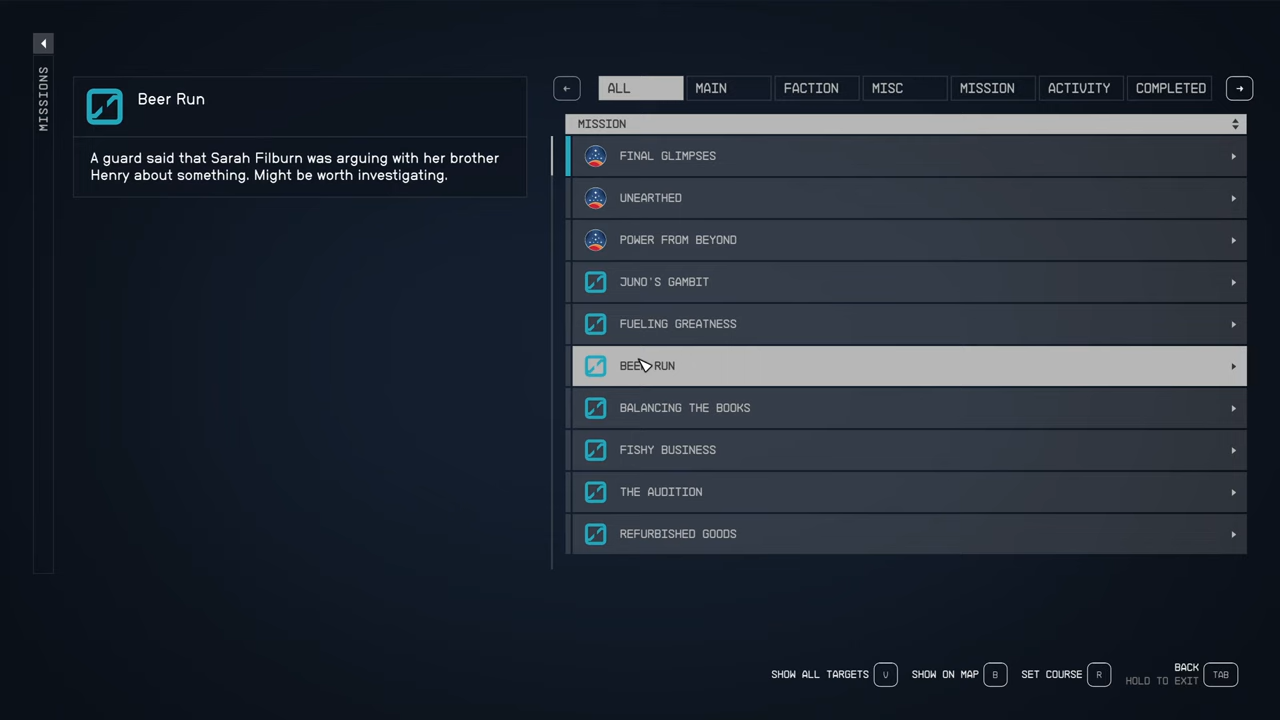 MISSIONS
Beer Run
A guard said that Sarah Filburn was arguing with her brother
Henry about something. Might be worth investigating.
ALL MAIN FACTION MISC MISSION ACTIVITY COMPLETED
MISSION
FINAL GLIMPSES
UNEARTHED
POWER FROM BEYOND
JUNO'S GAMBIT
FUELING GREATNESS
BEER RUN
BALANCING THE BOOKS
FISHY BUSINESS
THE AUDITION
REFURBISHED GOODS
SHOW ALL TARGETS V SHOW ON MAP B SET COURSE R BACK TAB
HOLD TO EXIT